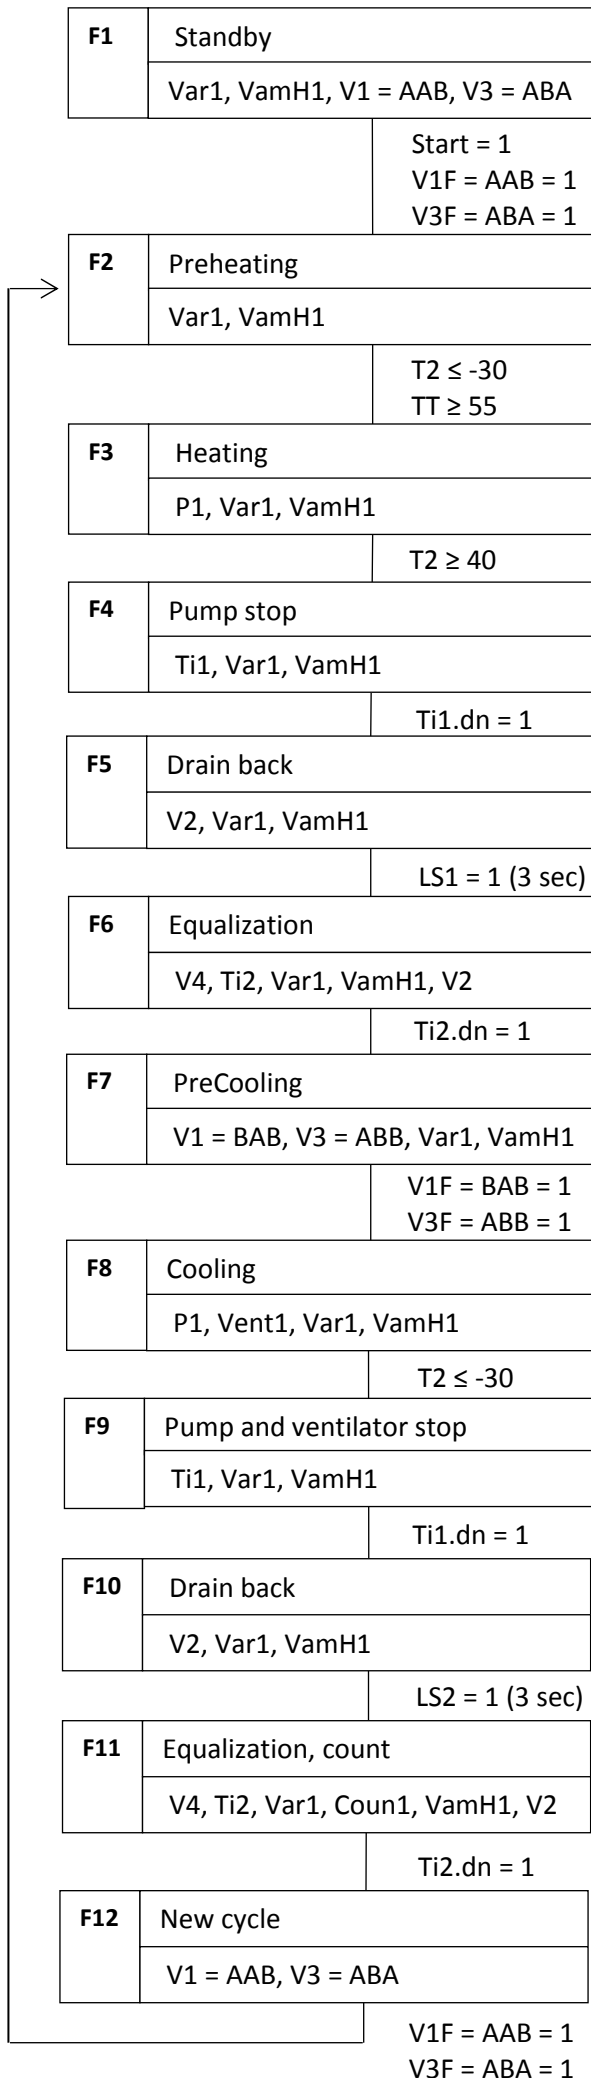 F1 Standby
Var1, VamH1, V1 = AAB, V3 = ABA
Start = 1
V1F = AAB = 1
V3F = ABA = 1
F2 Preheating
Var1, VamH1
T2 ≤ -30
TT ≥ 55
F3 Heating
P1, Var1, VamH1
T2 ≥ 40
F4 Pump stop
Ti1, Var1, VamH1
Ti1.dn = 1
F5 Drain back
V2, Var1, VamH1
LS1 = 1 (3 sec)
F6 Equalization
V4, Ti2, Var1, VamH1, V2
Ti2.dn = 1
F7 PreCooling
V1 = BAB, V3 = ABB, Var1, VamH1
V1F = BAB = 1
V3F = ABB = 1
F8 Cooling
P1, Vent1, Var1, VamH1
T2 ≤ -30
F9 Pump and ventilator stop
Ti1, Var1, VamH1
Ti1.dn = 1
F10 Drain back
V2, Var1, VamH1
LS2 = 1 (3 sec)
F11 Equalization, count
V4, Ti2, Var1, Coun1, VamH1, V2
Ti2.dn = 1
F12 New cycle
V1 = AAB, V3 = ABA
V1F = AAB = 1
V3F = ABA = 1